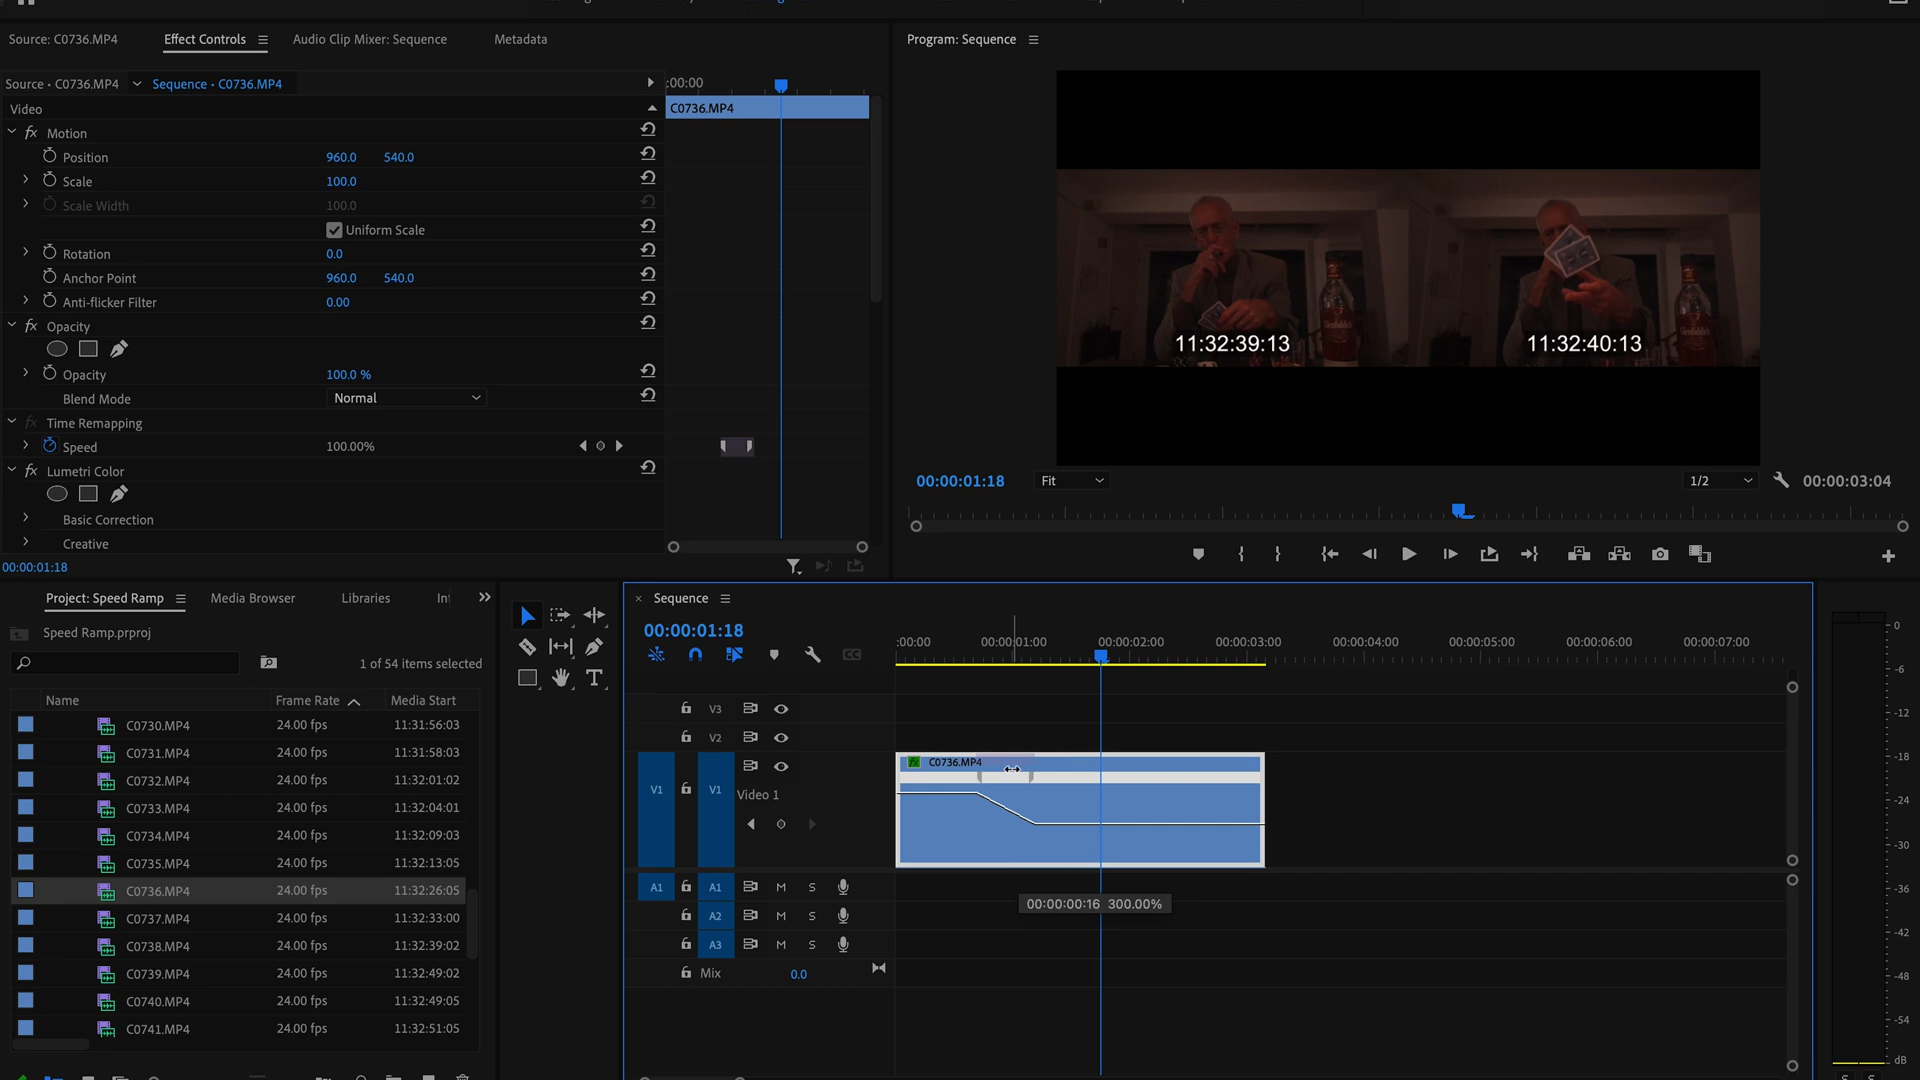 Source: C0736.MP4
Effect Controls
Audio Clip Mixer: Sequence
Metadata
Source • C0736.MP4
Sequence • C0736.MP4
:00:00
Video
C0736.MP4
fx Motion
Position 960.0 540.0
Scale 100.0
Scale Width 100.0
Uniform Scale
Rotation 0.0
Anchor Point 960.0 540.0
Anti-flicker Filter 0.00
fx Opacity
Opacity 100.0 %
Blend Mode Normal
fx Time Remapping
Speed 100.00%
fx Lumetri Color
Basic Correction
Creative
00:00:01:18
Program: Sequence
11:32:39:13
11:32:40:13
Glenfiddich
00:00:01:18
Fit
1/2
00:00:03:04
Project: Speed Ramp
Media Browser
Libraries
Speed Ramp.prproj
1 of 54 items selected
Name Frame Rate Media Start
C0730.MP4 24.00 fps 11:31:56:03
C0731.MP4 24.00 fps 11:31:58:03
C0732.MP4 24.00 fps 11:32:01:02
C0733.MP4 24.00 fps 11:32:04:01
C0734.MP4 24.00 fps 11:32:09:03
C0735.MP4 24.00 fps 11:32:13:05
C0736.MP4 24.00 fps 11:32:26:05
C0737.MP4 24.00 fps 11:32:33:00
C0738.MP4 24.00 fps 11:32:39:02
C0739.MP4 24.00 fps 11:32:49:02
C0740.MP4 24.00 fps 11:32:49:05
C0741.MP4 24.00 fps 11:32:51:05
T
× Sequence
00:00:01:18
:00:00 00:00:01:00 00:00:02:00 00:00:03:00 00:00:04:00 00:00:05:00 00:00:06:00 00:00:07:00
CC
V3
V2
fx C0736.MP4
V1 V1 Video 1
A1 A1 M S
00:00:00:16 300.00%
A2 M S
A3 M S
Mix 0.0
0
-6
-12
-18
-24
-30
-36
-42
-48
-54
dB